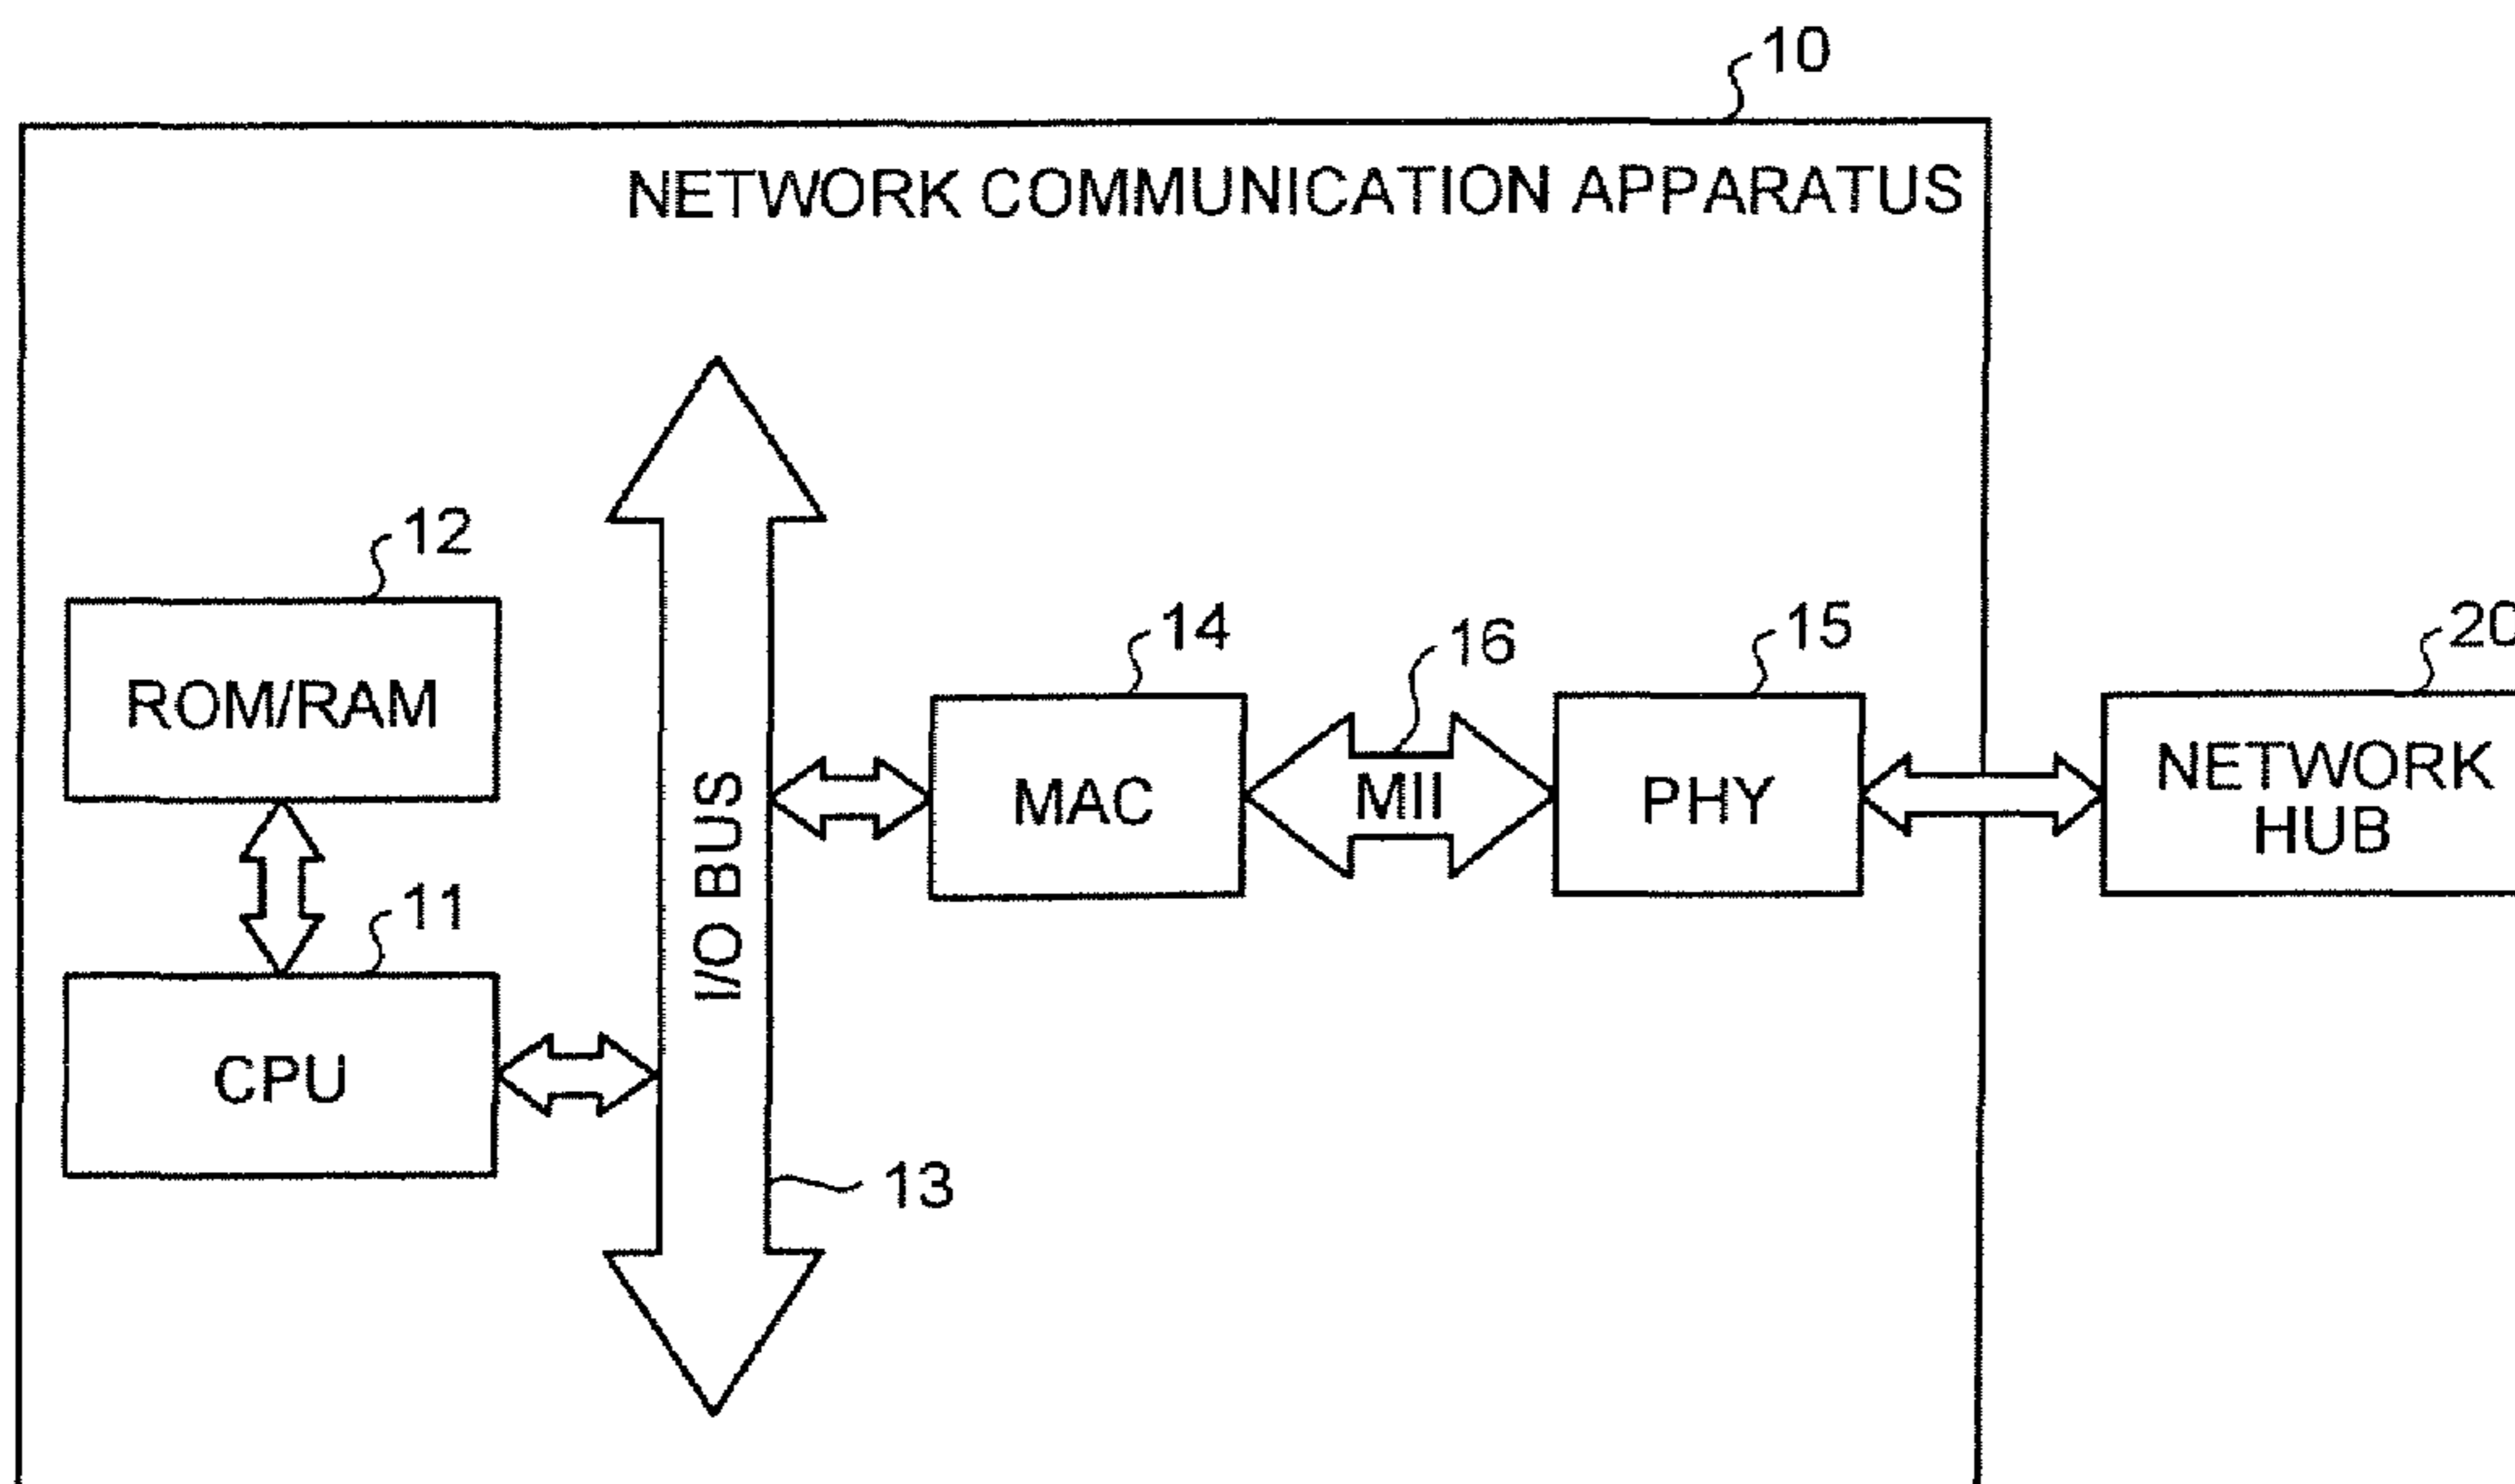 10
NETWORK COMMUNICATION APPARATUS
12
ROM/RAM
11
CPU
I/O BUS
13
14
MAC
16
MII
15
PHY
20
NETWORK
HUB